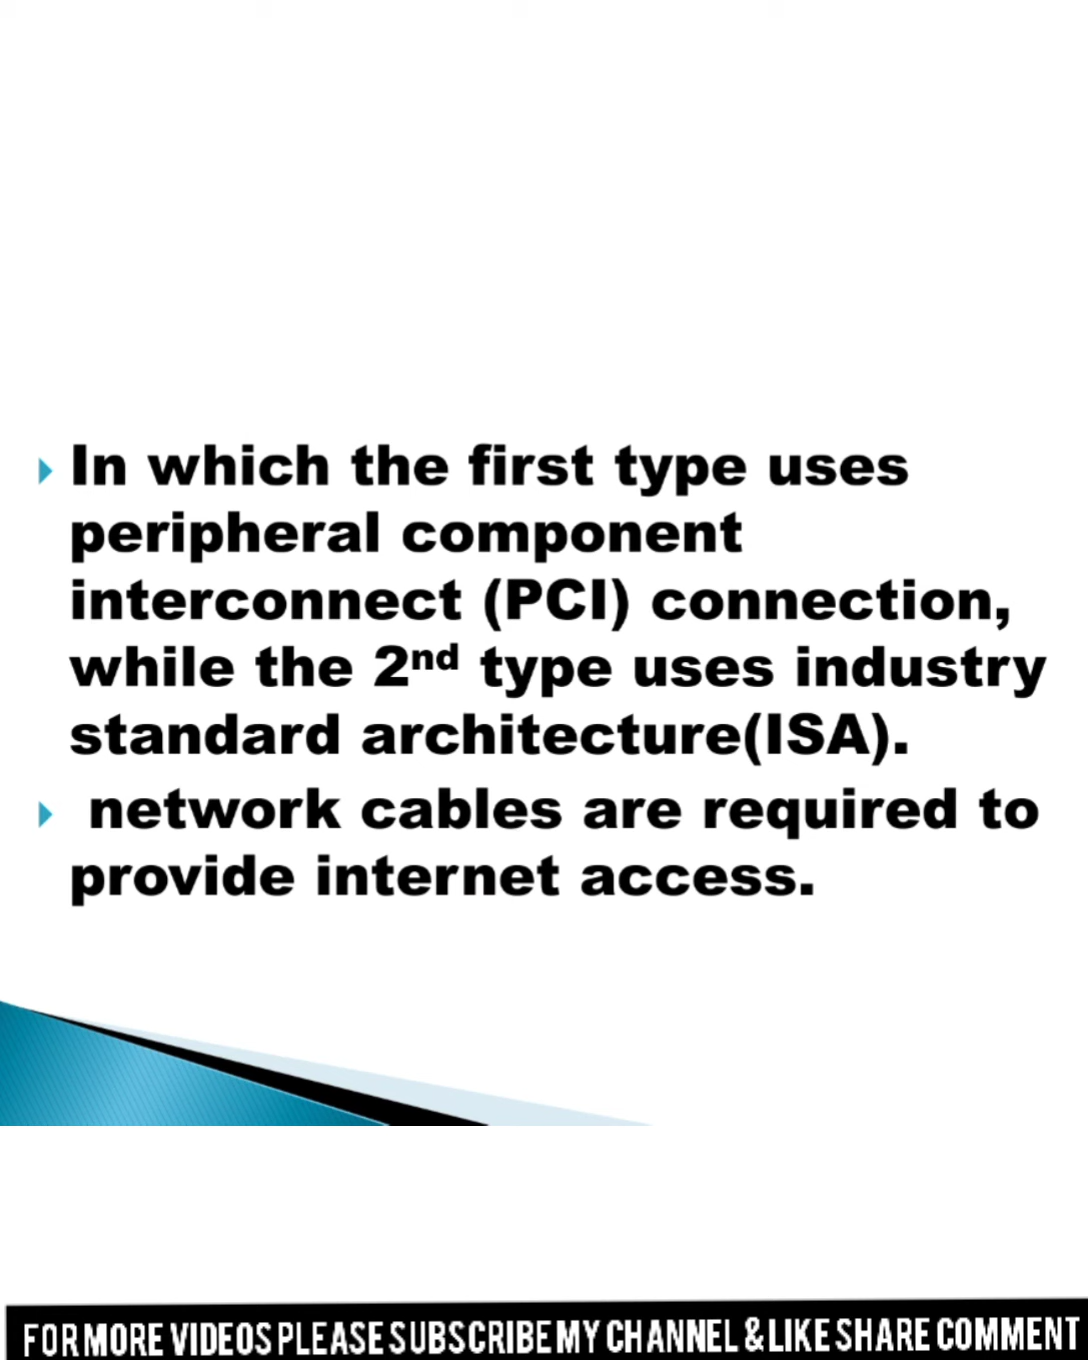 In which the first type uses
peripheral component
interconnect (PCI) connection,
while the 2nd type uses industry
standard architecture(ISA).
network cables are required to
provide internet access.
FOR MORE VIDEOS PLEASE SUBSCRIBE MY CHANNEL & LIKE SHARE COMMENT